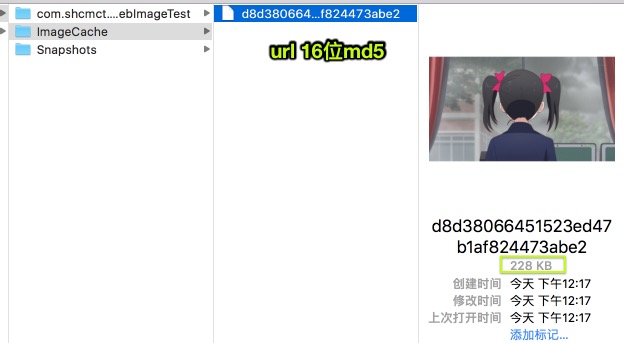 com.shcmct....ebImageTest
ImageCache
Snapshots
d8d380664...f824473abe2
url 16位md5
d8d38066451523ed47
b1af824473abe2
228 KB
创建时间 今天 下午12:17
修改时间 今天 下午12:17
上次打开时间 今天 下午12:17
添加标记...